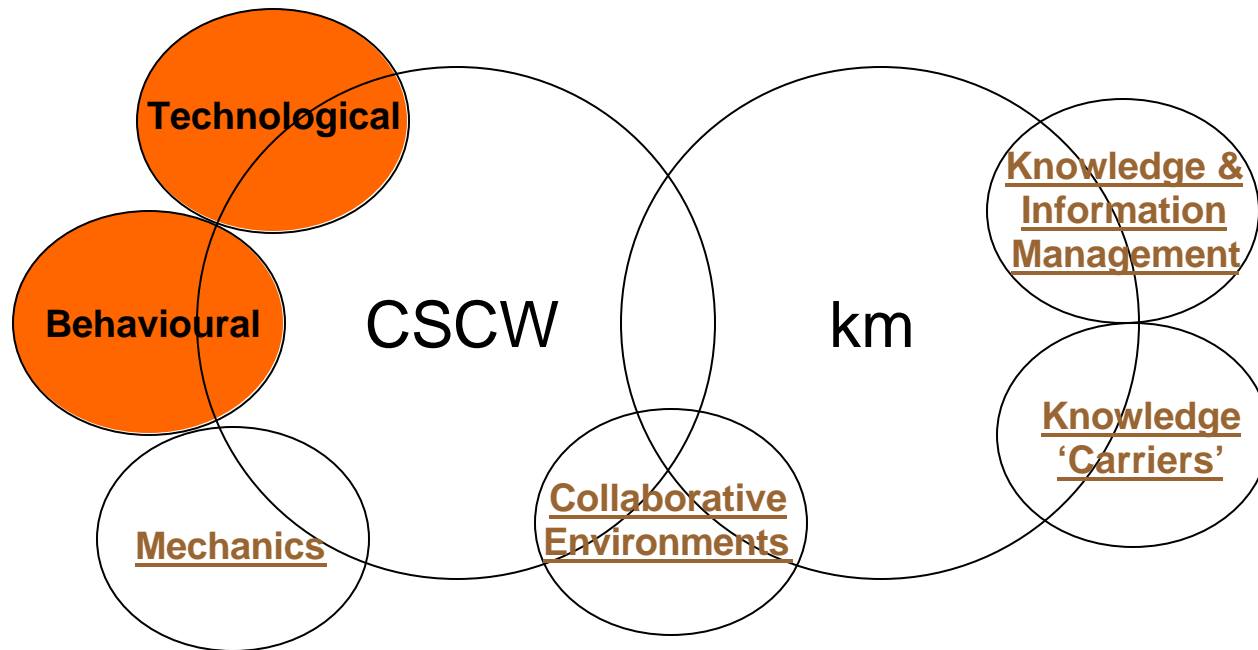 Technological
Knowledge &
Information
Management
Behavioural
CSCW
km
Knowledge
‘Carriers’
Collaborative
Environments
Mechanics